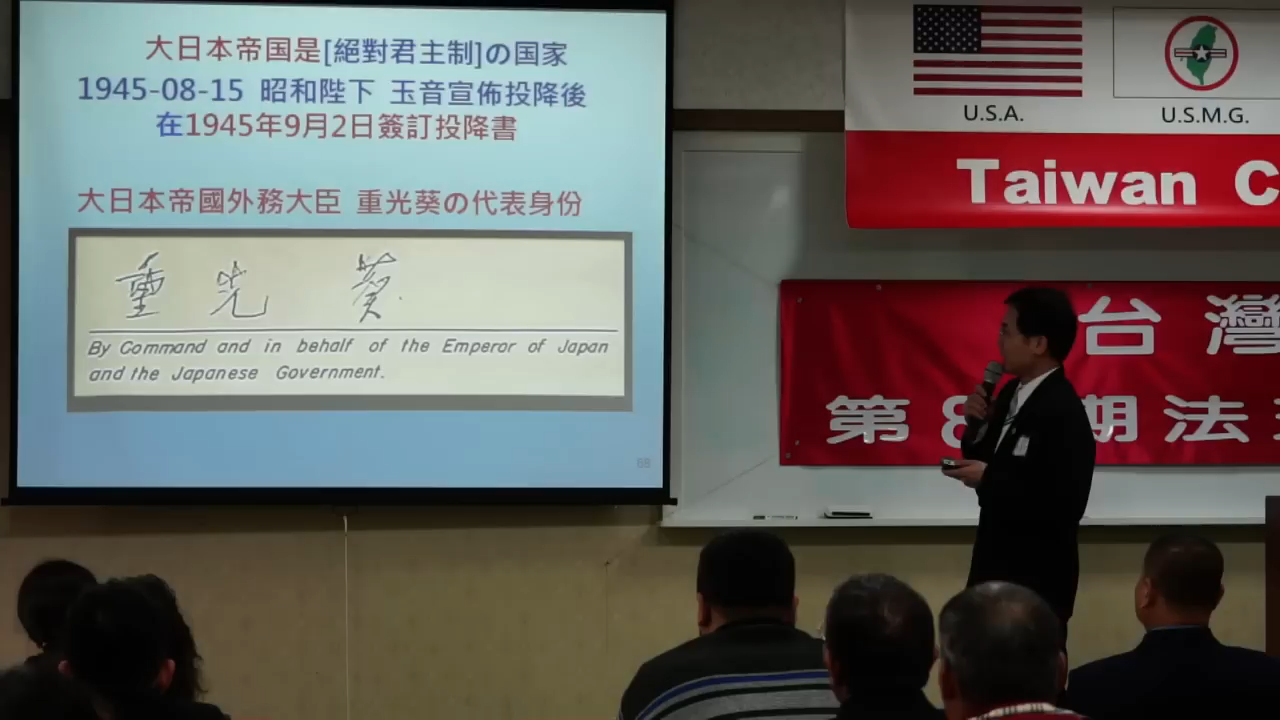 大日本帝国是[絕對君主制]の国家
1945-08-15 昭和陛下 玉音宣佈投降後
在1945年9月2日簽訂投降書
大日本帝國外務大臣 重光葵の代表身份
重 光 葵
By Command and in behalf of the Emperor of Japan
and the Japanese Government.
68
U.S.A.
U.S.M.G.
Taiwan C
台 灣
第 8 期 法